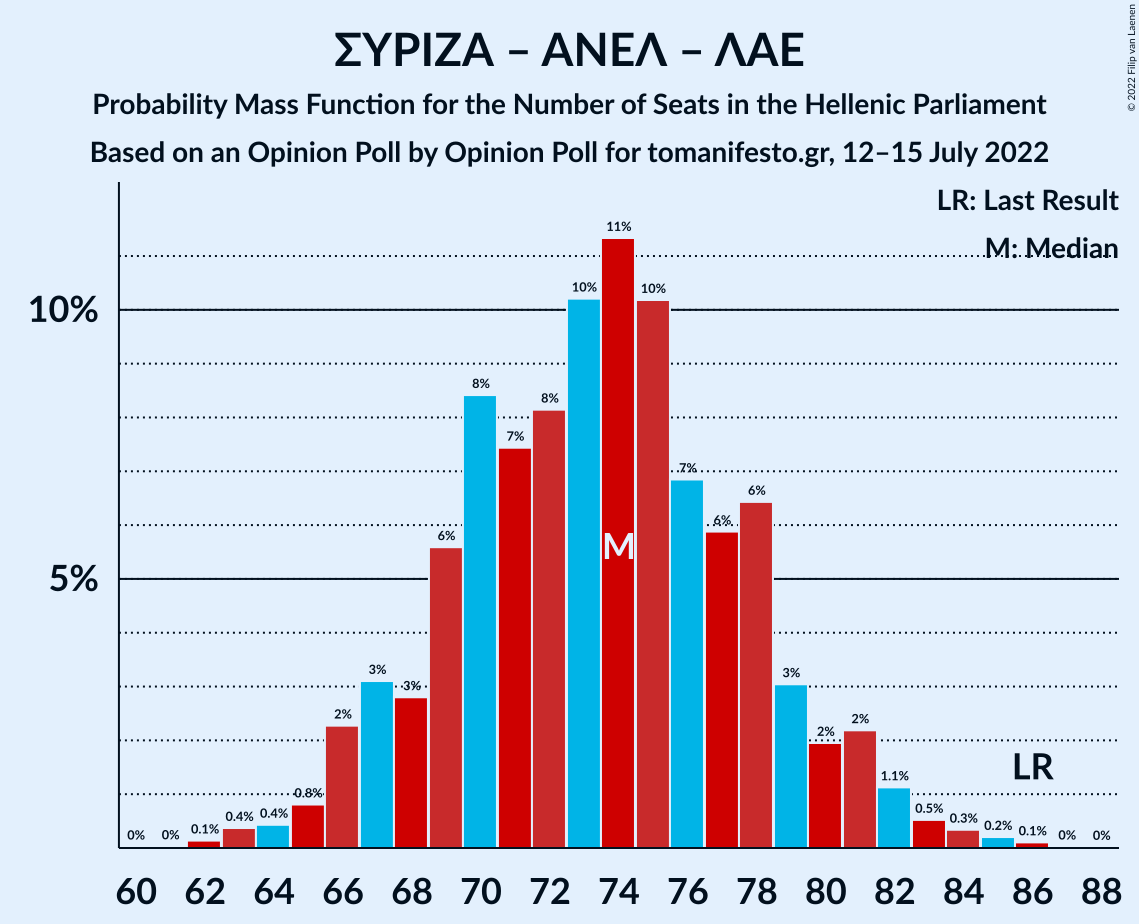 ΣΥΡΙΖΑ – ΑΝΕΛ – ΛΑΕ
Probability Mass Function for the Number of Seats in the Hellenic Parliament
Based on an Opinion Poll by Opinion Poll for tomanifesto.gr, 12–15 July 2022
© 2022 Filip van Laenen
LR: Last Result
M: Median
10%
5%
0% 0% 0.1% 0.4% 0.4% 0.8% 2% 3% 3% 6% 8% 7% 8% 10% 11% 10% 7% 6% 6% 3% 2% 2% 1.1% 0.5% 0.3% 0.2% 0.1% 0% 0%
M
LR
60 62 64 66 68 70 72 74 76 78 80 82 84 86 88